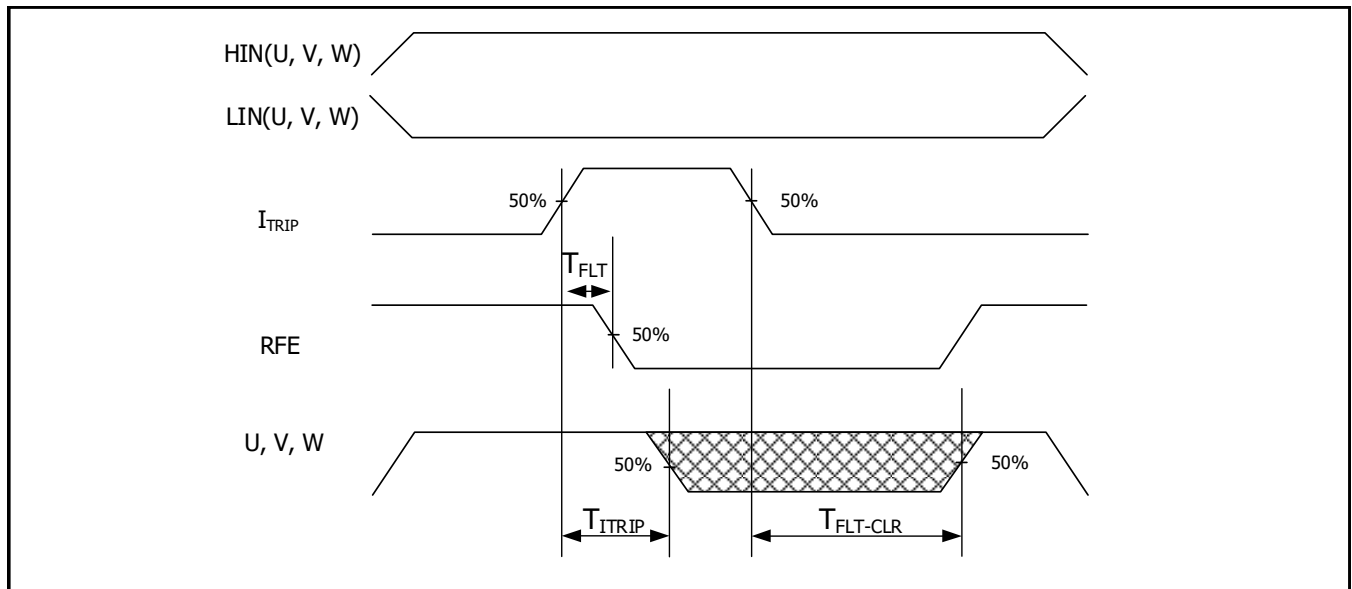 HIN(U, V, W)
LIN(U, V, W)
50% 50%
ITRIP
TFLT
50%
RFE
U, V, W
50% 50%
TITRIP TFLT-CLR